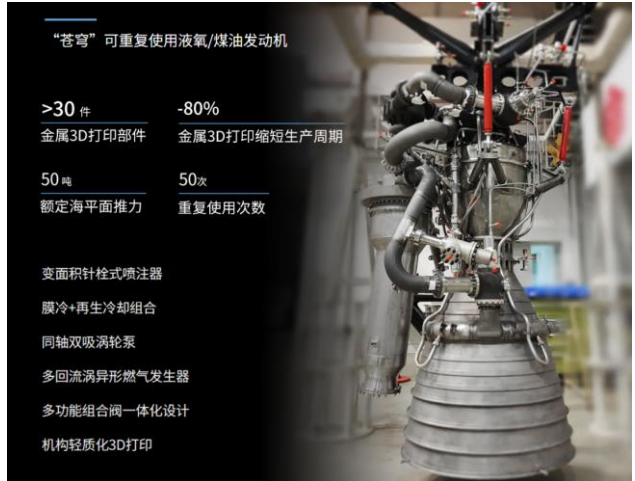 “苍穹”可重复使用液氧/煤油发动机
>30 件
-80%
金属3D打印部件
金属3D打印缩短生产周期
50 吨
50次
额定海平面推力
重复使用次数
变面积针栓式喷注器
膜冷+再生冷却组合
同轴双吸涡轮泵
多回流涡异形燃气发生器
多功能组合阀一体化设计
机构轻质化3D打印